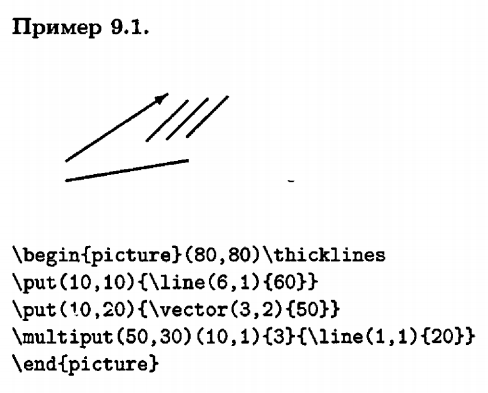 Пример 9.1.
\begin{picture}(80,80)\thicklines
\put(10,10){\line(6,1){60}}
\put(10,20){\vector(3,2){50}}
\multiput(50,30)(10,1){3}{\line(1,1){20}}
\end{picture}